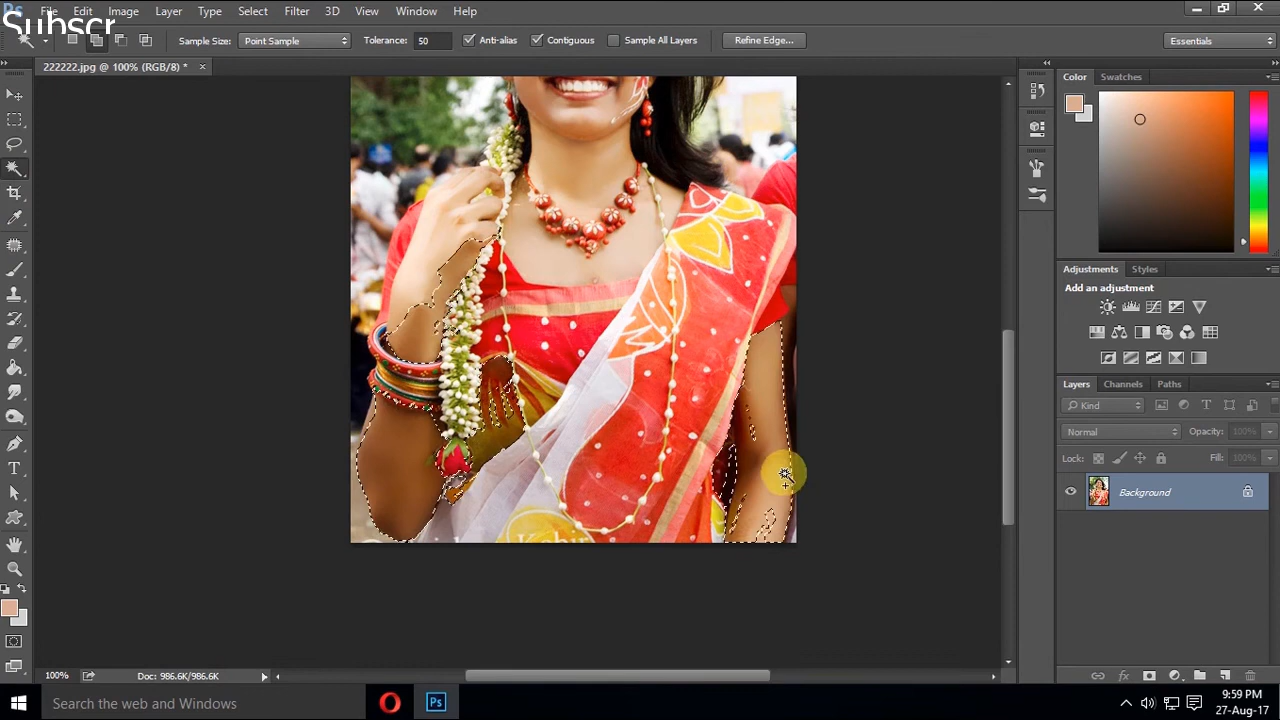 Subscr
File Edit Image Layer Type Select Filter 3D View Window Help
Sample Size: Point Sample Tolerance: 50 Anti-alias Contiguous Sample All Layers Refine Edge... Essentials
222222.jpg @ 100% (RGB/8) * ×
Color Swatches
Adjustments Styles
Add an adjustment
Layers Channels Paths
Kind
Normal Opacity: 100%
Lock: Fill: 100%
Background
100% Doc: 986.6K/986.6K
Search the web and Windows
Ps
9:59 PM
27-Aug-17